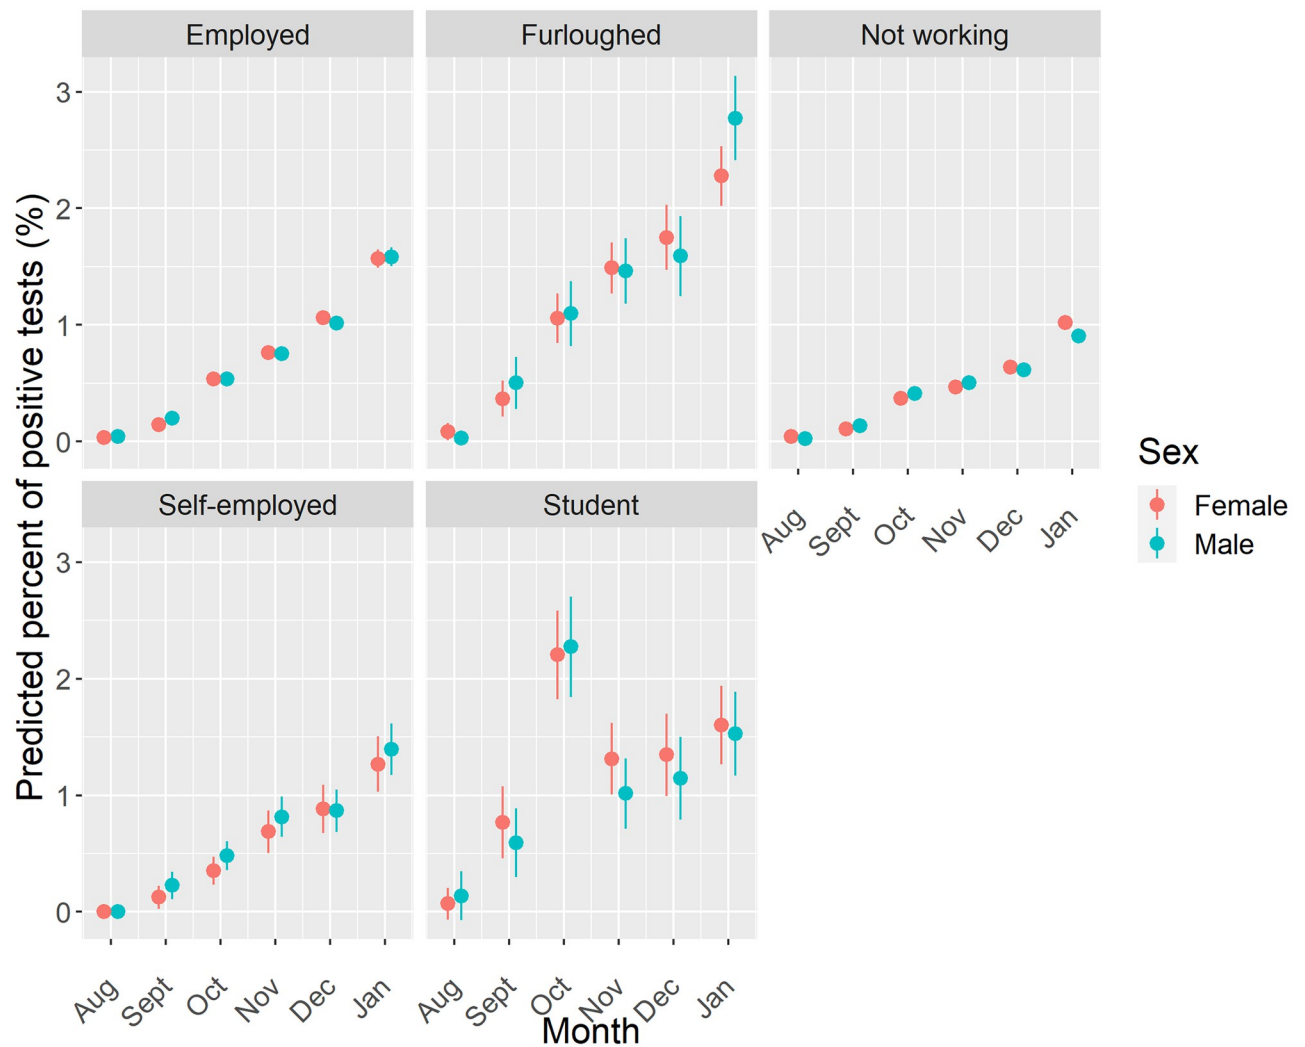 Employed
Furloughed
Not working
Predicted percent of positive tests (%)
3
2
1
0
Aug
Sept
Oct
Nov
Dec
Jan
Sex
Female
Male
Self-employed
Student
3
2
1
0
Aug
Sept
Oct
Nov
Dec
Jan
Aug
Sept
Oct
Nov
Dec
Jan
Month